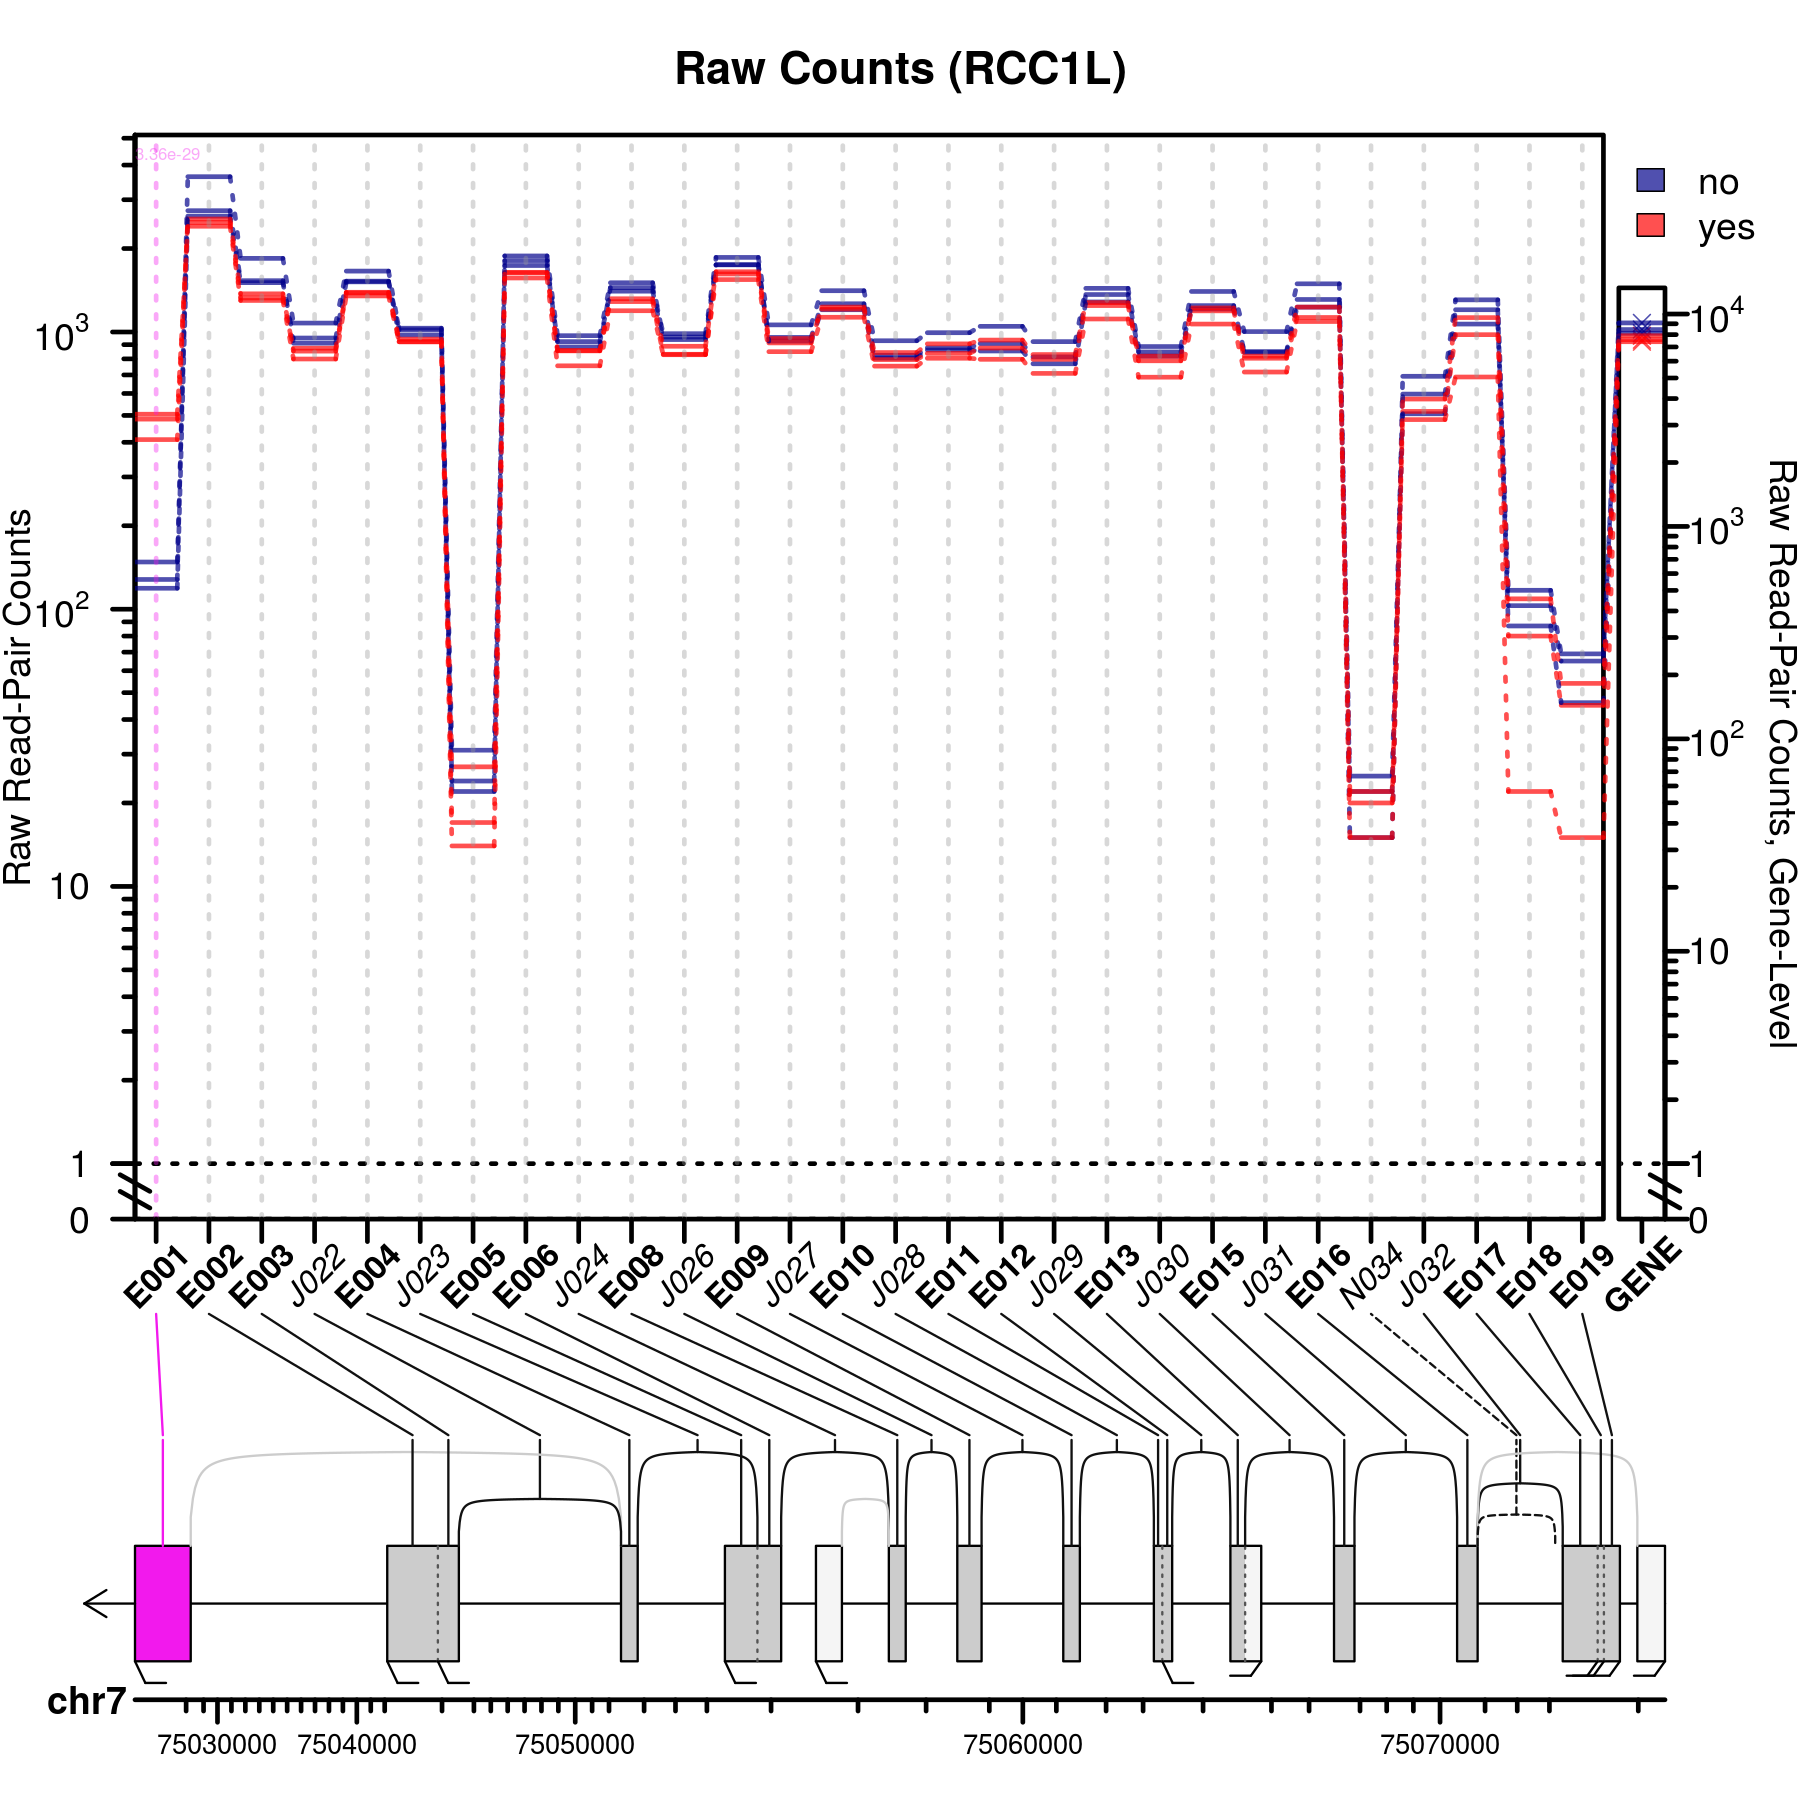 Raw Counts (RCC1L)
3.36e-29
no
yes
Raw Read-Pair Counts
10³
10²
10
1
0
10⁴
10³
10²
10
1
0
Raw Read-Pair Counts, Gene-Level
E001 E002 E003 J022 E004 J023 E005 E006 J024 E008 J026 E009 J027 E010 J028 E011 E012 J029 E013 J030 E015 J031 E016 N034 J032 E017 E018 E019 GENE
chr7
75030000 75040000 75050000 75060000 75070000